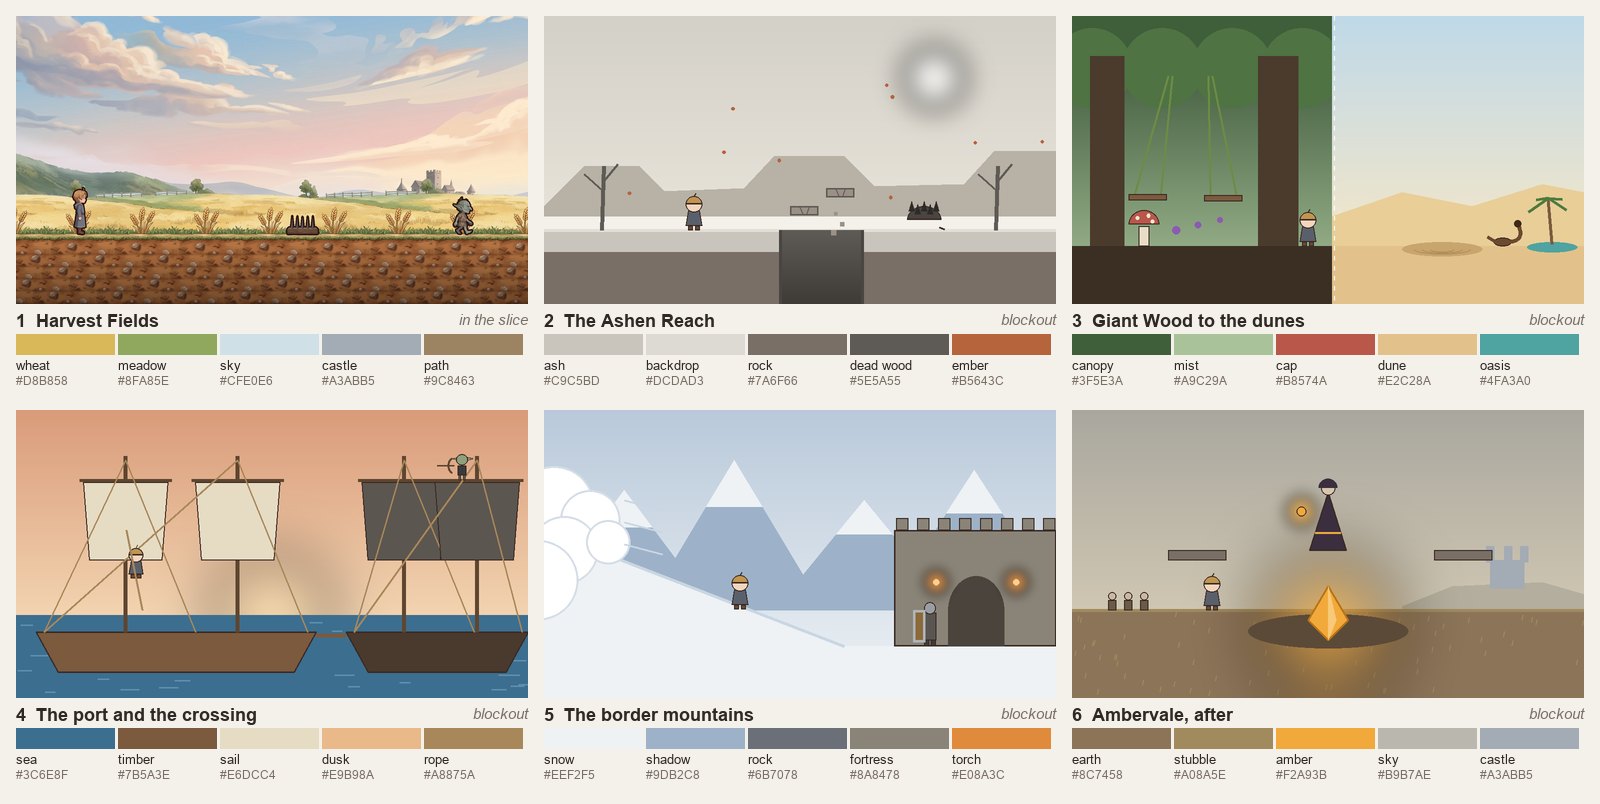 1 Harvest Fields in the slice
wheat meadow sky castle path
#D8B858 #8FA85E #CFE0E6 #A3ABB5 #9C8463
2 The Ashen Reach blockout
ash backdrop rock dead wood ember
#C9C5BD #DCDAD3 #7A6F66 #5E5A55 #B5643C
3 Giant Wood to the dunes blockout
canopy mist cap dune oasis
#3F5E3A #A9C29A #B8574A #E2C28A #4FA3A0
4 The port and the crossing blockout
sea timber sail dusk rope
#3C6E8F #7B5A3E #E6DCC4 #E9B98A #A8875A
5 The border mountains blockout
snow shadow rock fortress torch
#EEF2F5 #9DB2C8 #6B7078 #8A8478 #E08A3C
6 Ambervale, after blockout
earth stubble amber sky castle
#8C7458 #A08A5E #F2A93B #B9B7AE #A3ABB5